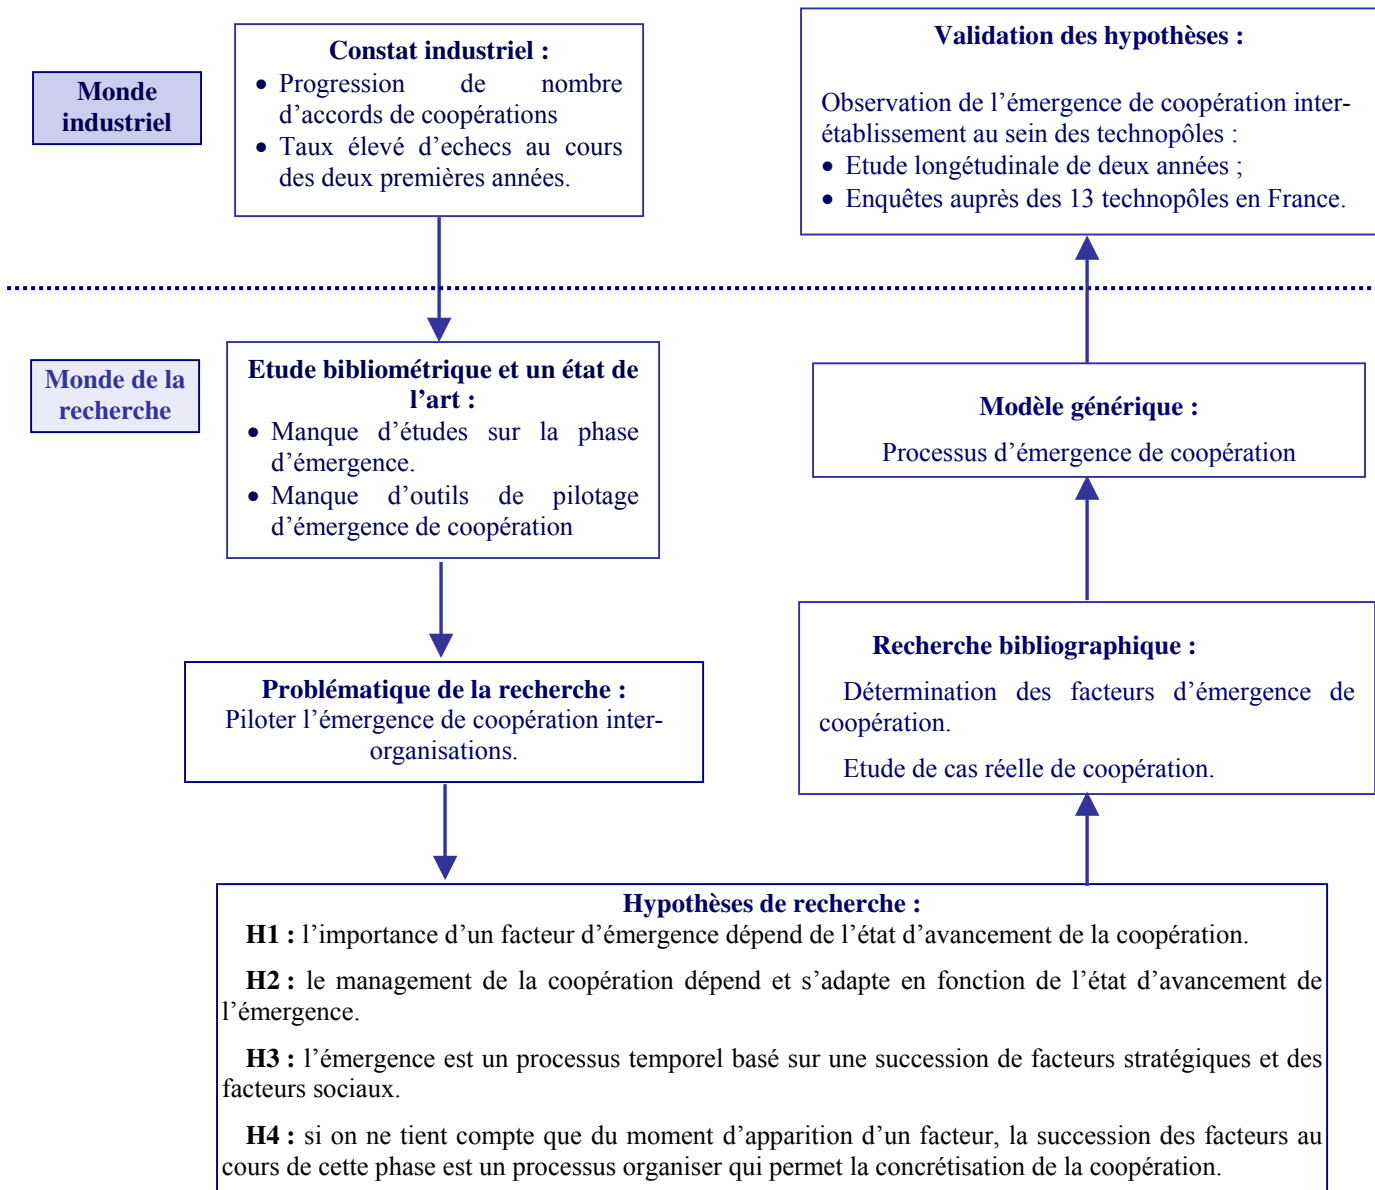 Monde
industriel
Constat industriel :
• Progression de nombre
d’accords de coopérations
• Taux élevé d’echecs au cours
des deux premières années.
Validation des hypothèses :
Observation de l’émergence de coopération inter-
établissement au sein des technopôles :
• Etude longétudinale de deux années ;
• Enquêtes auprès des 13 technopôles en France.
Monde de la
recherche
Etude bibliométrique et un état de
l’art :
• Manque d’études sur la phase
d’émergence.
• Manque d’outils de pilotage
d’émergence de coopération
Modèle générique :
Processus d’émergence de coopération
Problématique de la recherche :
Piloter l’émergence de coopération inter-
organisations.
Recherche bibliographique :
Détermination des facteurs d’émergence de
coopération.
Etude de cas réelle de coopération.
Hypothèses de recherche :
H1 : l’importance d’un facteur d’émergence dépend de l’état d’avancement de la coopération.
H2 : le management de la coopération dépend et s’adapte en fonction de l’état d’avancement de
l’émergence.
H3 : l’émergence est un processus temporel basé sur une succession de facteurs stratégiques et des
facteurs sociaux.
H4 : si on ne tient compte que du moment d’apparition d’un facteur, la succession des facteurs au
cours de cette phase est un processus organiser qui permet la concrétisation de la coopération.